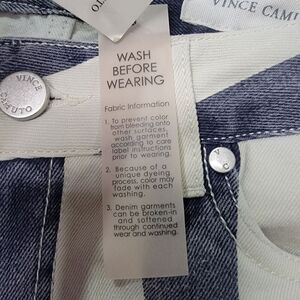 VINCE CAM
WASH
BEFORE
WEARING
Fabric Information
1. To prevent color
from bleeding onto
other surfaces,
wash garment
according to care
label instructions
prior to wearing.
2. Because of a
unique dyeing
process, color may
fade with each
washing.
3. Denim garments
can be broken-in
and softened
through continued
wear and washing.
VINCE
CAMUTO
V
C